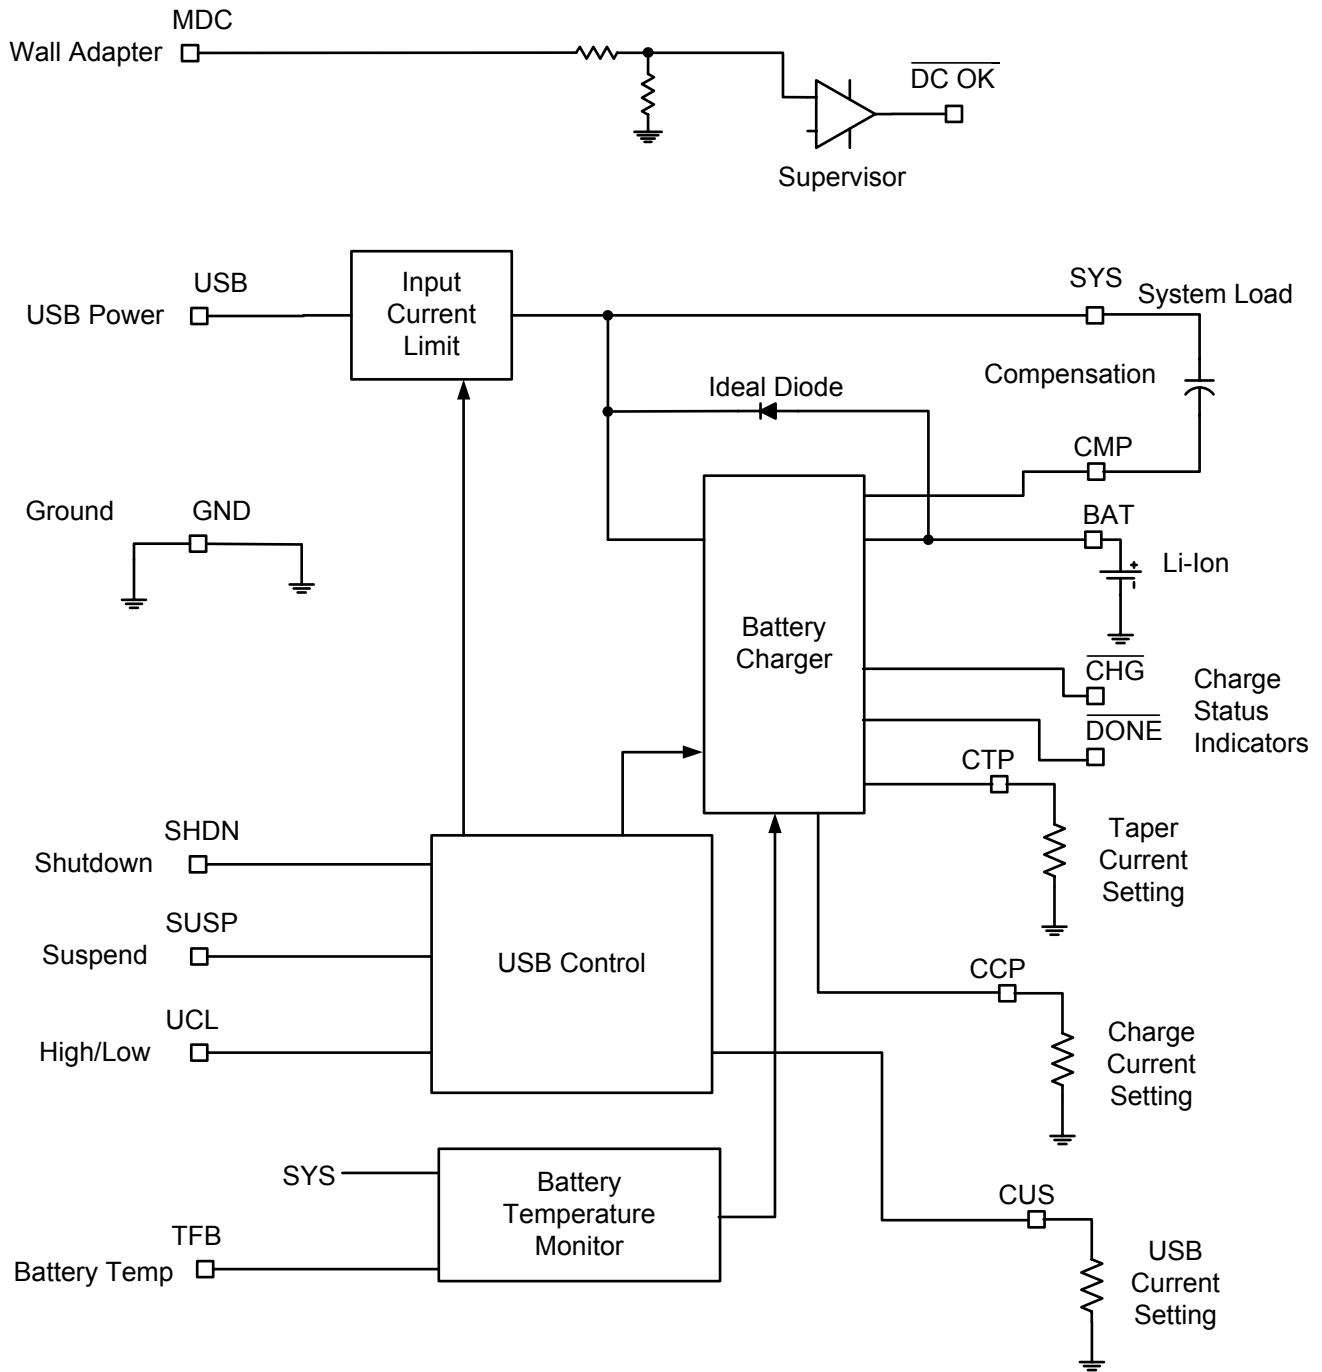 MDC
Wall Adapter
DC OK
Supervisor
USB
USB Power
Input
Current
Limit
SYS
System Load
Ideal Diode
Compensation
CMP
Ground
GND
BAT
Li-Ion
+
Battery
Charger
CHG
DONE
Charge
Status
Indicators
CTP
Taper
Current
Setting
SHDN
Shutdown
SUSP
Suspend
UCL
High/Low
USB Control
CCP
Charge
Current
Setting
SYS
TFB
Battery Temp
Battery
Temperature
Monitor
CUS
USB
Current
Setting